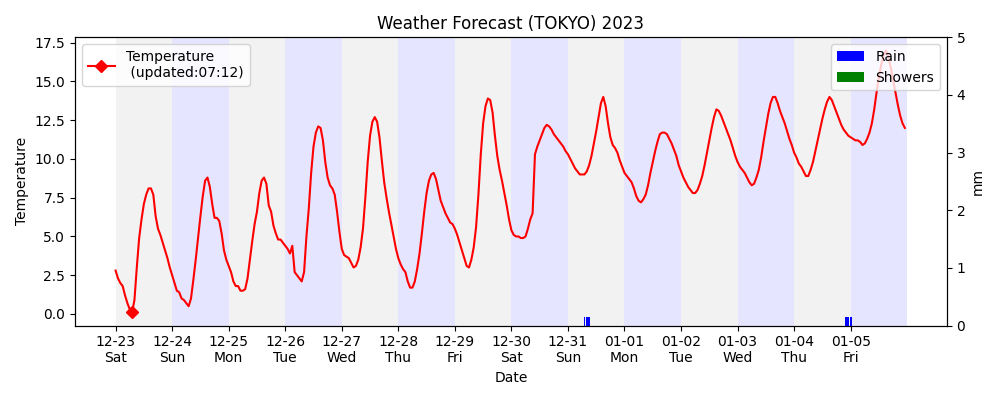 Weather Forecast (TOKYO) 2023
Temperature
(updated:07:12)
Rain
Showers
Temperature
17.5
15.0
12.5
10.0
7.5
5.0
2.5
0.0
5
4
3
2
1
0
mm
12-23 12-24 12-25 12-26 12-27 12-28 12-29 12-30 12-31 01-01 01-02 01-03 01-04 01-05
Sat Sun Mon Tue Wed Thu Fri Sat Sun Mon Tue Wed Thu Fri
Date